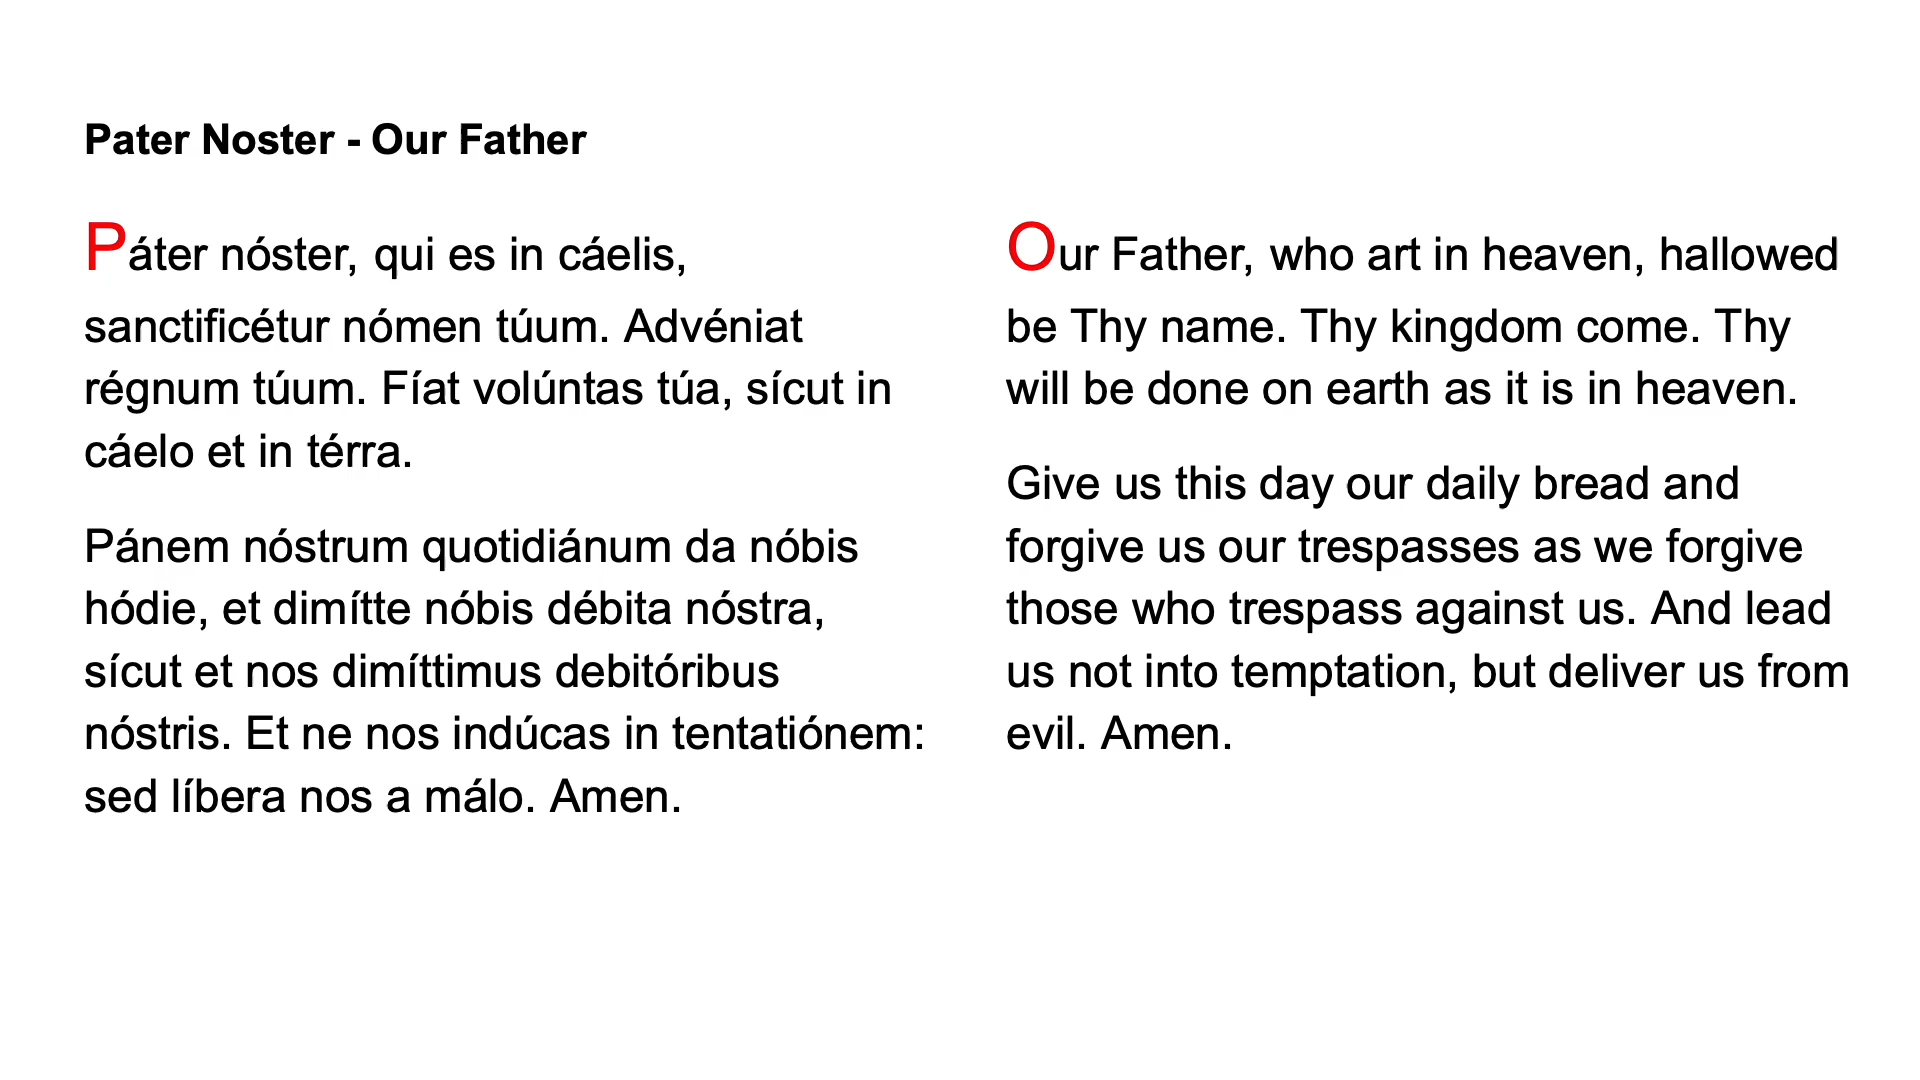 Pater Noster - Our Father
Páter nóster, qui es in cáelis,
sanctificétur nómen túum. Advéniat
régnum túum. Fíat volúntas túa, sícut in
cáelo et in térra.
Pánem nóstrum quotidiánum da nóbis
hódie, et dimítte nóbis débita nóstra,
sícut et nos dimíttimus debitóribus
nóstris. Et ne nos indúcas in tentatiónem:
sed líbera nos a málo. Amen.
Our Father, who art in heaven, hallowed
be Thy name. Thy kingdom come. Thy
will be done on earth as it is in heaven.
Give us this day our daily bread and
forgive us our trespasses as we forgive
those who trespass against us. And lead
us not into temptation, but deliver us from
evil. Amen.